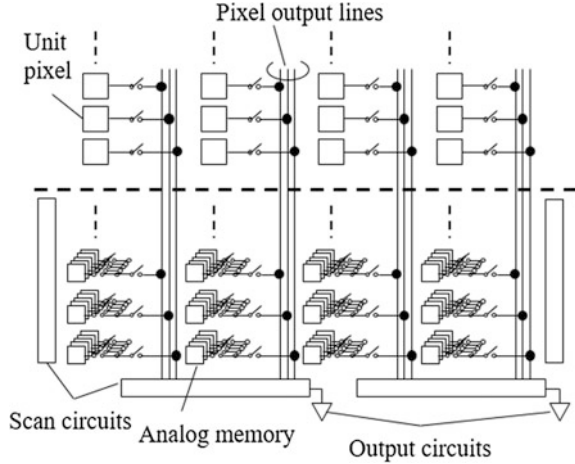 Pixel output lines
Unit
pixel
Scan circuits
Analog memory
Output circuits